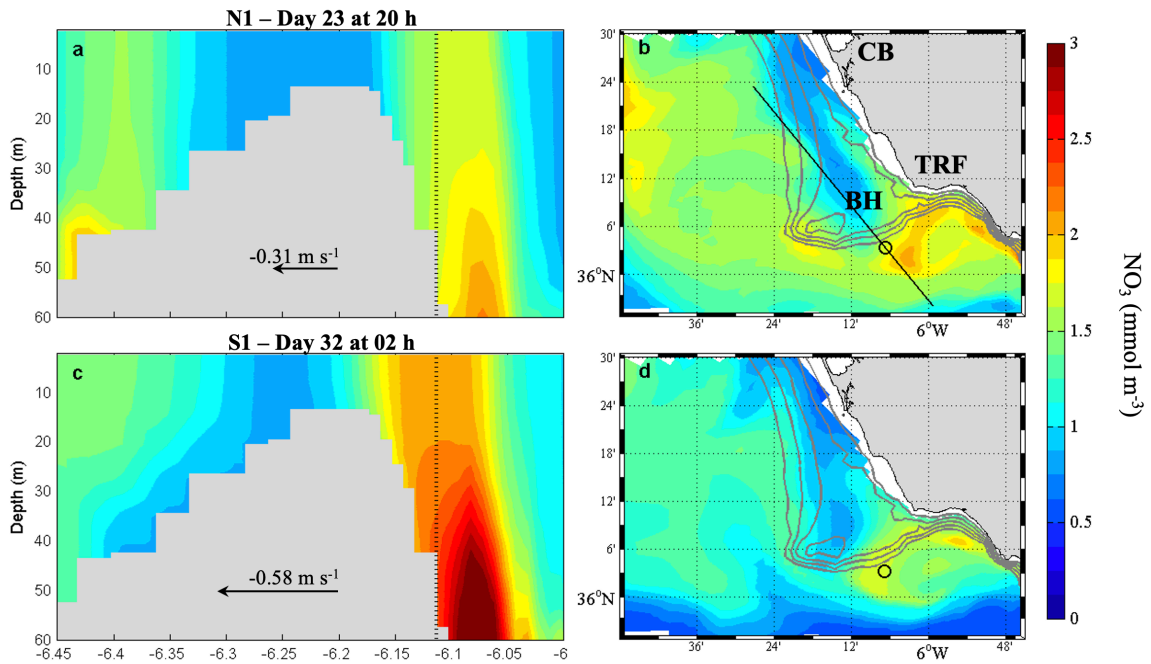 N1 – Day 23 at 20 h
a
10
20
30
40
50
60
Depth (m)
-0.31 m s-1
b
CB
TRF
BH
30'
24'
18'
12'
6'
36°N
36'
24'
12'
6°W
48'
S1 – Day 32 at 02 h
c
10
20
30
40
50
60
Depth (m)
-0.58 m s-1
-6.45
-6.4
-6.35
-6.3
-6.25
-6.2
-6.15
-6.1
-6.05
-6
d
30'
24'
18'
12'
6'
36°N
36'
24'
12'
6°W
48'
3
2.5
2
1.5
1
0.5
0
NO3 (mmol m-3)